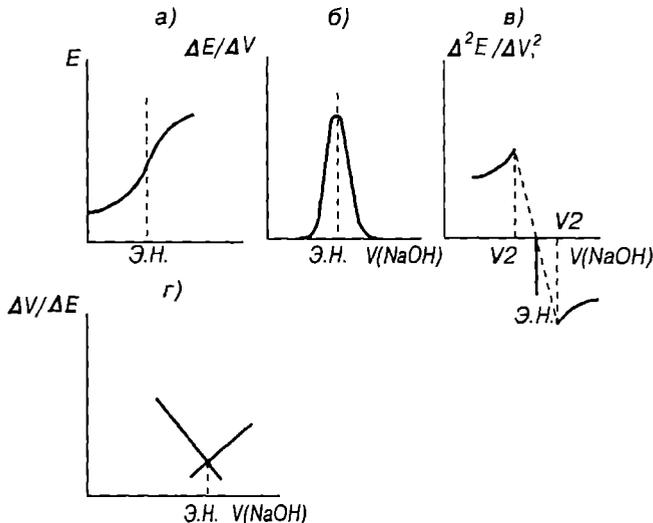 а)
E
Э.Н.
б)
ΔE/ΔV
Э.Н. V(NaOH)
в)
Δ²E/ΔV²
V2
V2 V(NaOH)
Э.Н.
г)
ΔV/ΔE
Э.Н. V(NaOH)